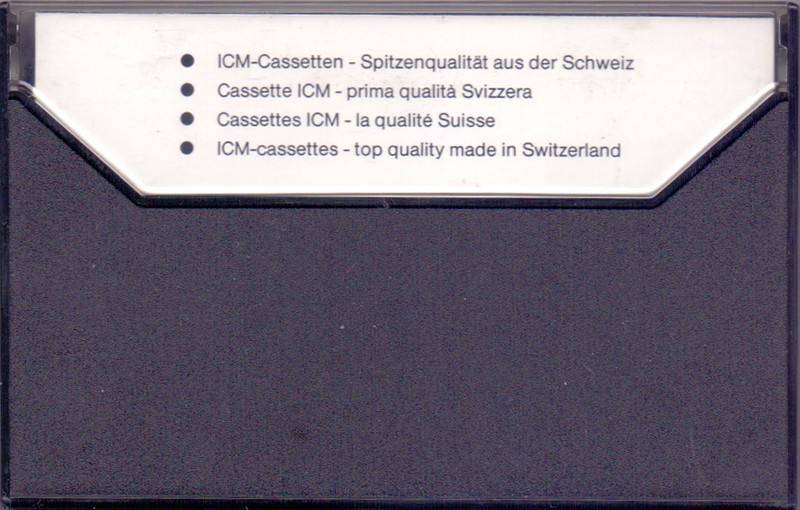 ● ICM-Cassetten - Spitzenqualität aus der Schweiz
● Cassette ICM - prima qualità Svizzera
● Cassettes ICM - la qualité Suisse
● ICM-cassettes - top quality made in Switzerland